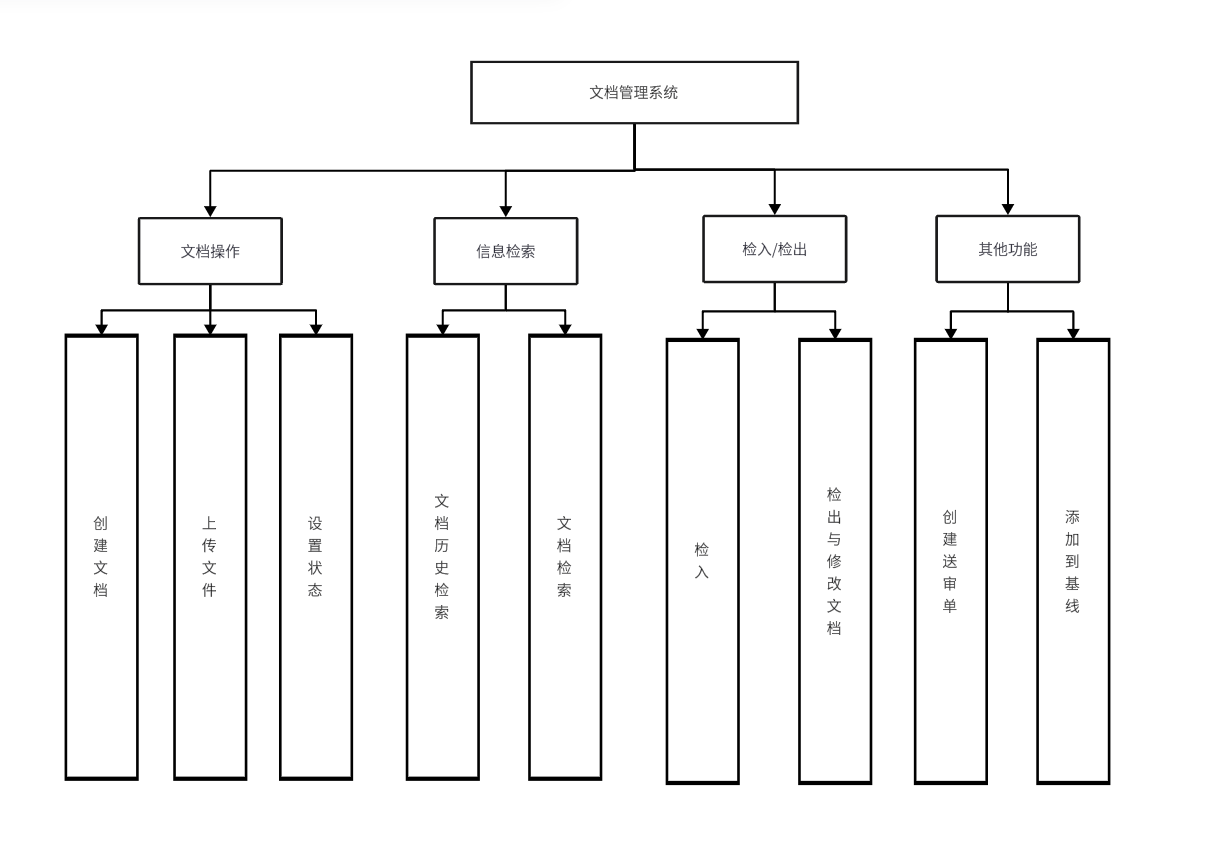 文档管理系统
文档操作
信息检索
检入/检出
其他功能
创建文档
上传文件
设置状态
文档历史检索
文档检索
检入
检出与修改文档
创建送审单
添加到基线